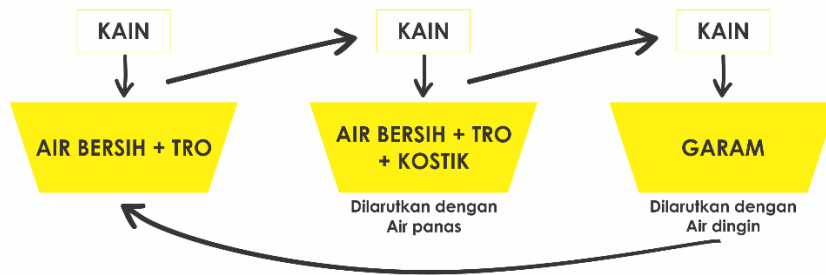 KAIN
KAIN
KAIN
AIR BERSIH + TRO
AIR BERSIH + TRO
+ KOSTIK
GARAM
Dilarutkan dengan
Air panas
Dilarutkan dengan
Air dingin